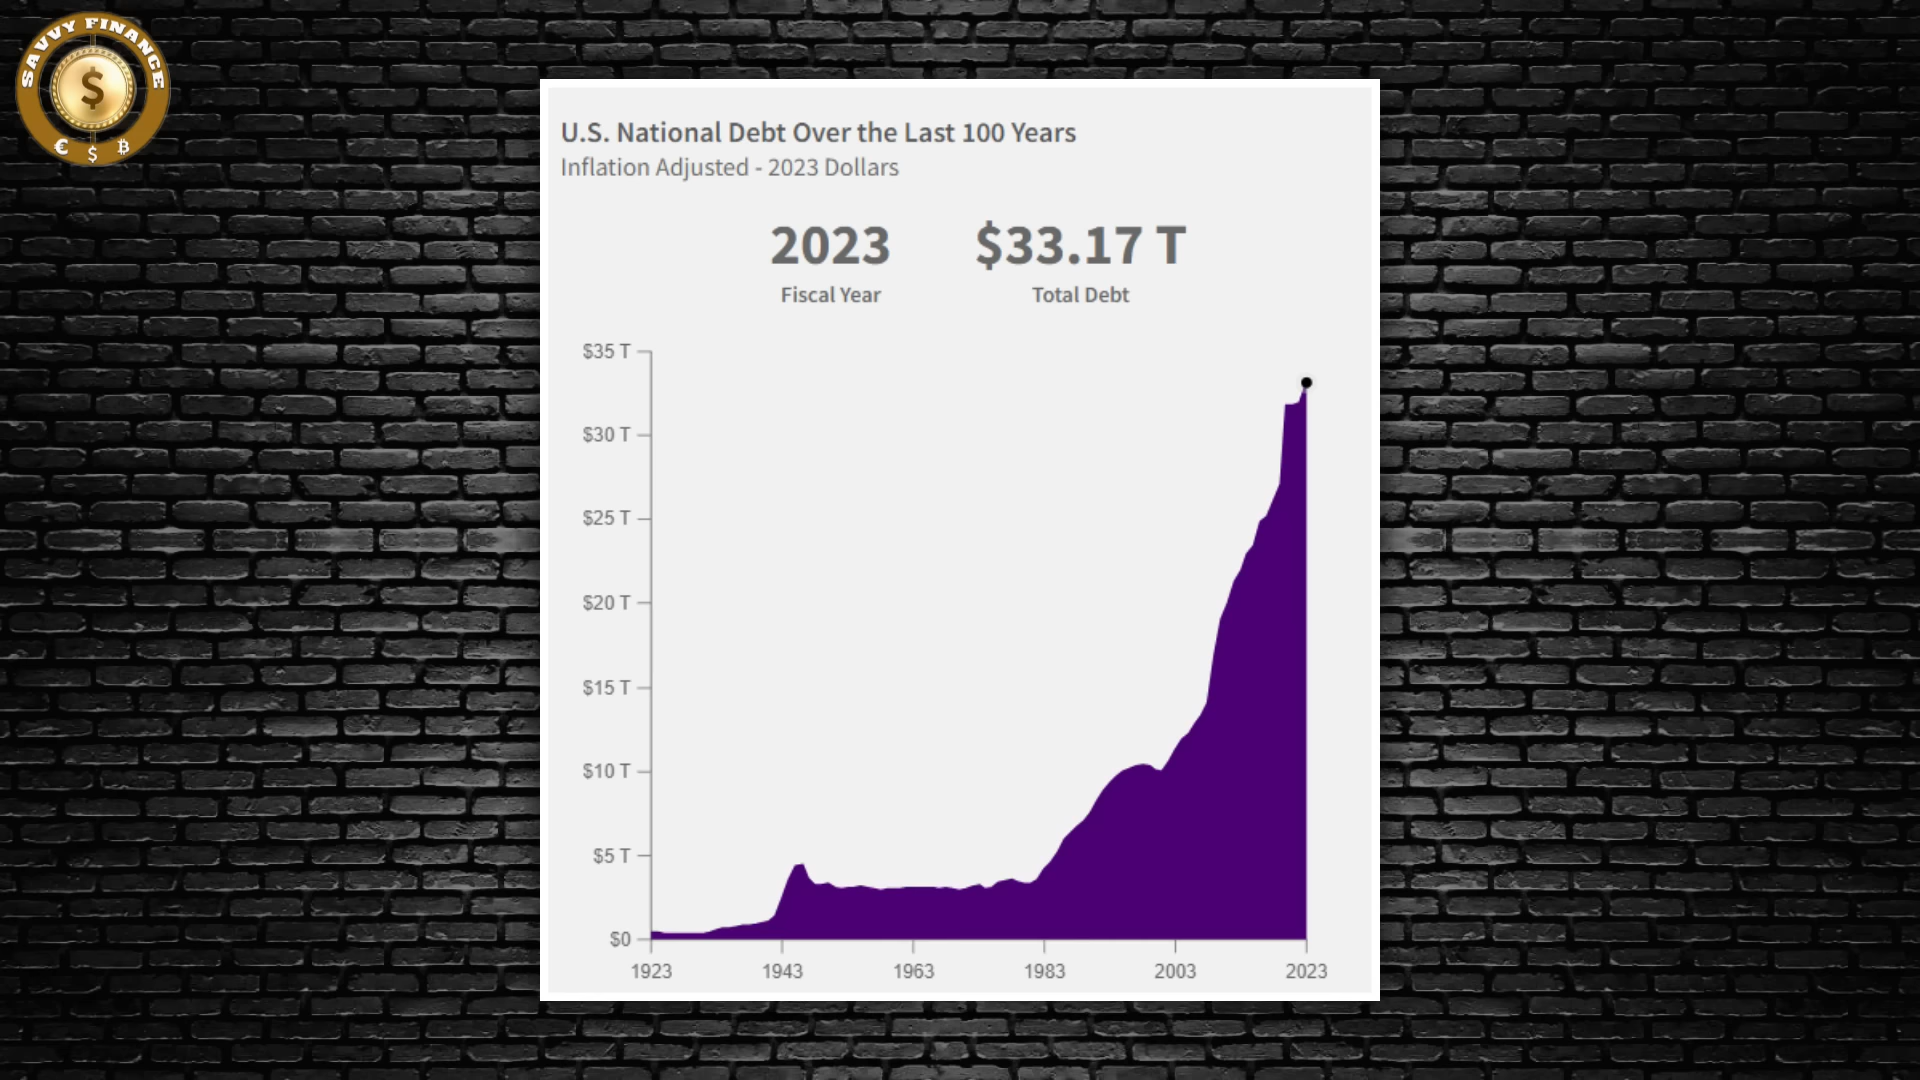 SAVVY FINANCE
$
€ $ ₿
U.S. National Debt Over the Last 100 Years
Inflation Adjusted - 2023 Dollars
2023 $33.17 T
Fiscal Year Total Debt
$35 T
$30 T
$25 T
$20 T
$15 T
$10 T
$5 T
$0
1923 1943 1963 1983 2003 2023